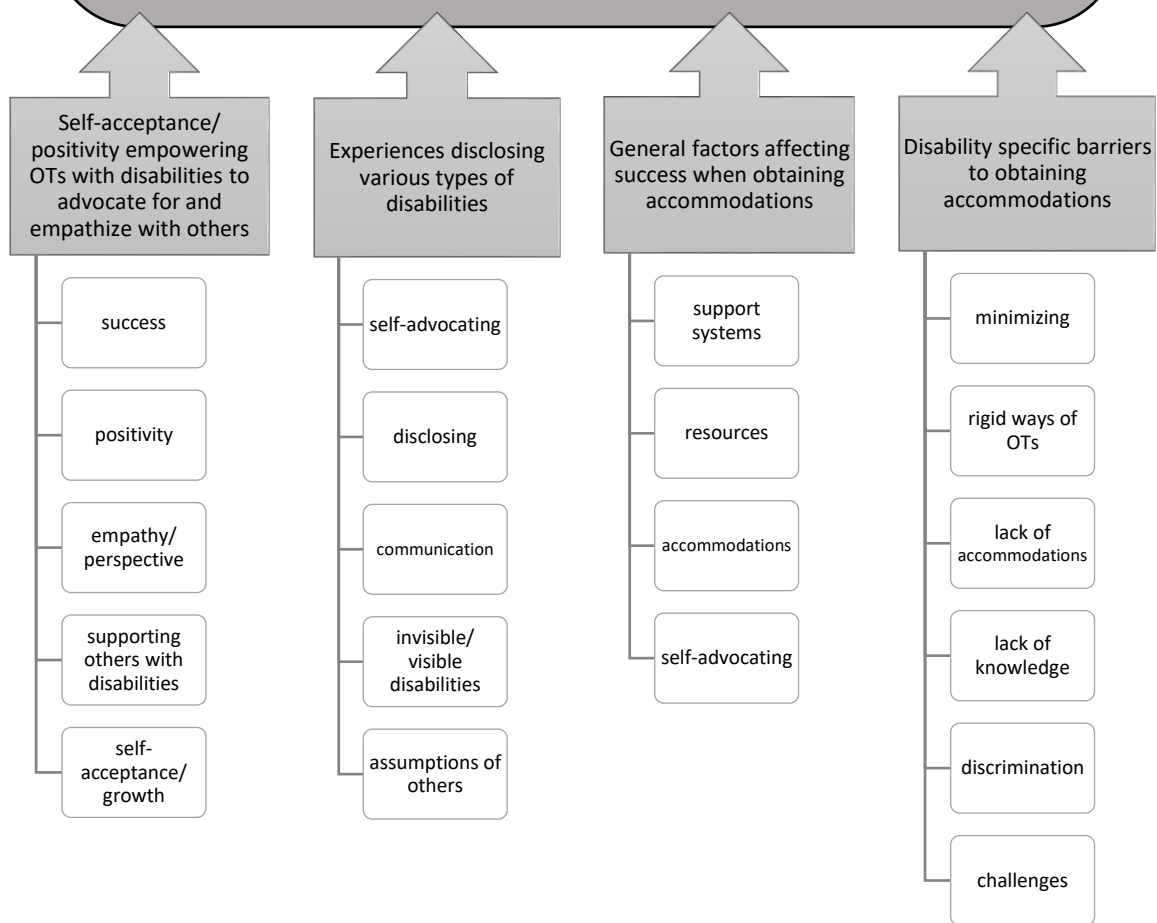 Self-acceptance/
positivity empowering
OTs with disabilities to
advocate for and
empathize with others
success
positivity
empathy/
perspective
supporting
others with
disabilities
self-
acceptance/
growth
Experiences disclosing
various types of
disabilities
self-advocating
disclosing
communication
invisible/
visible
disabilities
assumptions of
others
General factors affecting
success when obtaining
accommodations
support
systems
resources
accommodations
self-advocating
Disability specific barriers
to obtaining
accommodations
minimizing
rigid ways of
OTs
lack of
accommodations
lack of
knowledge
discrimination
challenges